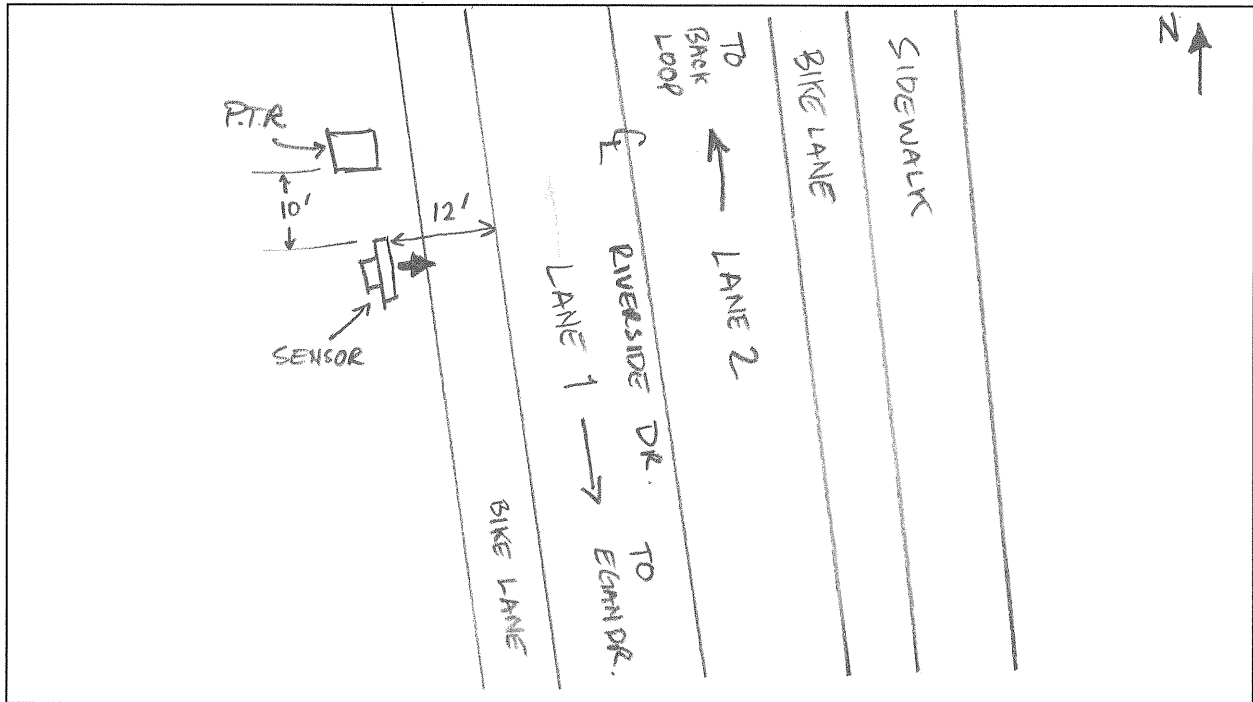 N
TO
BACK
LOOP
BIKE LANE
SIDEWALK
P.T.R
CL
10'
12'
SENSOR
LANE 1
RIVERSIDE DR.
LANE 2
TO
EGAN DR.
BIKE LANE